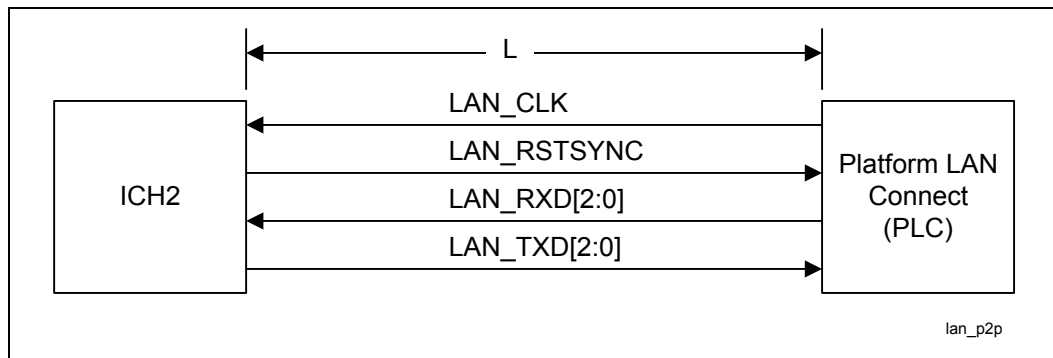 L
LAN_CLK
LAN_RSTSYNC
LAN_RXD[2:0]
LAN_TXD[2:0]
ICH2
Platform LAN
Connect
(PLC)
lan_p2p